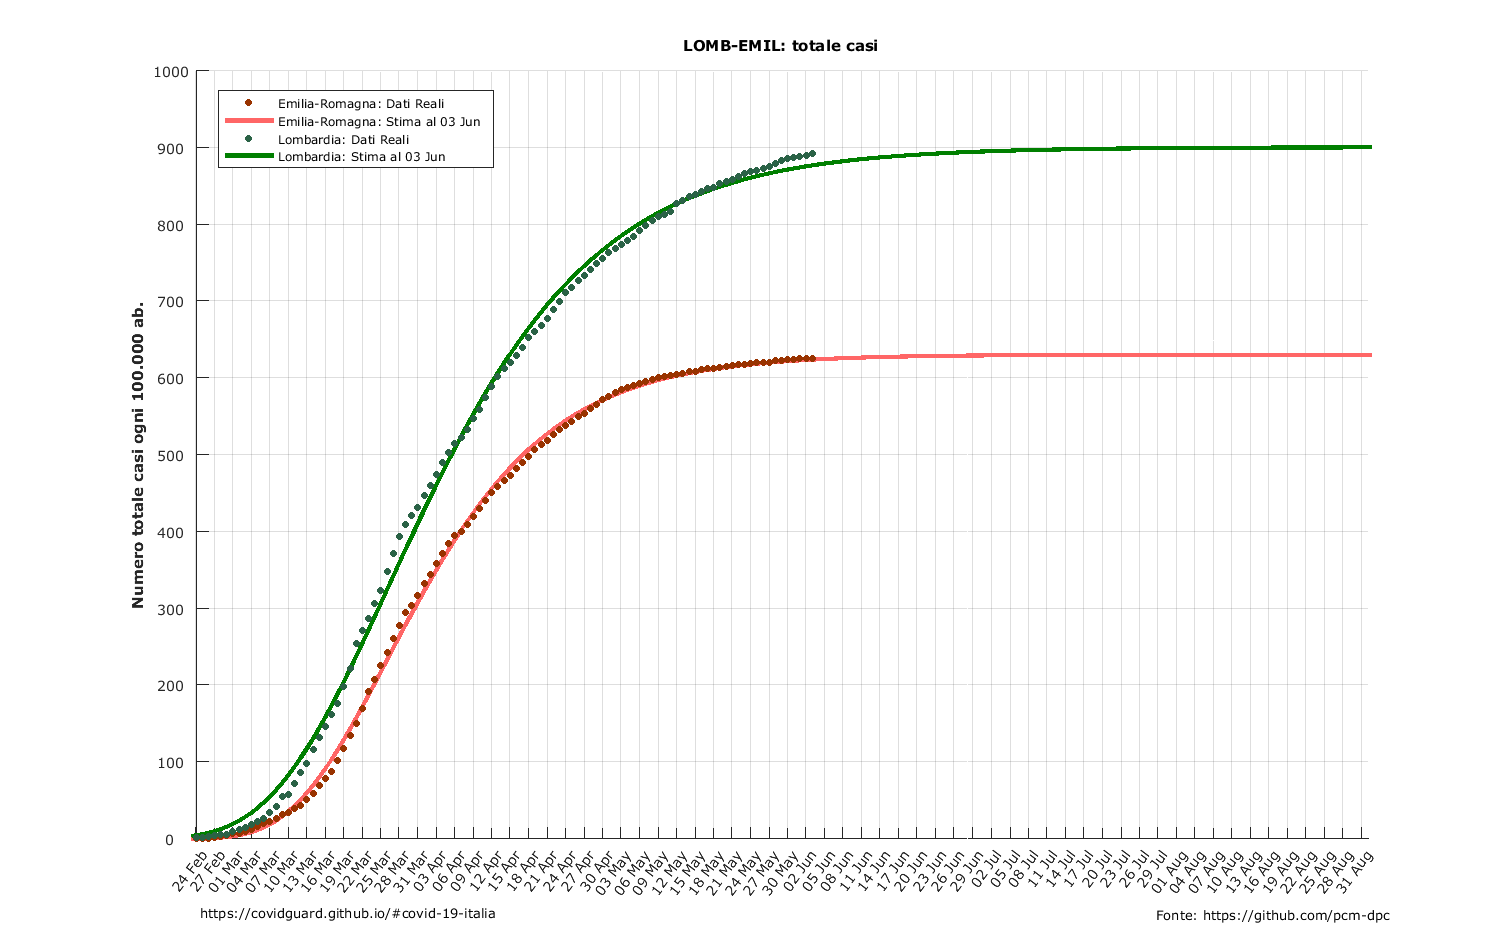 LOMB-EMIL: totale casi
Emilia-Romagna: Dati Reali
Emilia-Romagna: Stima al 03 Jun
Lombardia: Dati Reali
Lombardia: Stima al 03 Jun
Numero totale casi ogni 100.000 ab.
1000
900
800
700
600
500
400
300
200
100
0
24 Feb
27 Feb
01 Mar
04 Mar
07 Mar
10 Mar
13 Mar
16 Mar
19 Mar
22 Mar
25 Mar
28 Mar
31 Mar
03 Apr
06 Apr
09 Apr
12 Apr
15 Apr
18 Apr
21 Apr
24 Apr
27 Apr
30 Apr
03 May
06 May
09 May
12 May
15 May
18 May
21 May
24 May
27 May
30 May
02 Jun
05 Jun
08 Jun
11 Jun
14 Jun
17 Jun
20 Jun
23 Jun
26 Jun
29 Jun
02 Jul
05 Jul
08 Jul
11 Jul
14 Jul
17 Jul
20 Jul
23 Jul
26 Jul
29 Jul
01 Aug
04 Aug
07 Aug
10 Aug
13 Aug
16 Aug
19 Aug
22 Aug
25 Aug
28 Aug
31 Aug
https://covidguard.github.io/#covid-19-italia
Fonte: https://github.com/pcm-dpc